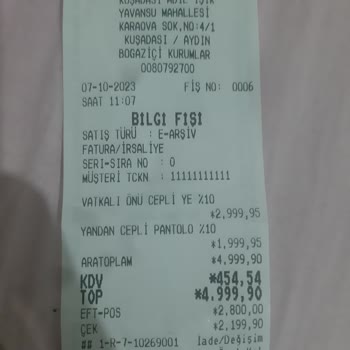 KUŞADASI ADİL IŞIK
YAVANSU MAHALLESİ
KARAOVA SOK.NO:4/1
KUŞADASI / AYDIN
BOGAZİÇİ KURUMLAR
0080792700
07-10-2023 FİŞ NO: 0006
SAAT 11:07
BİLGİ FİŞİ
SATIŞ TÜRÜ : E-ARŞİV
FATURA/İRSALİYE
SERI-SIRA NO : 0
MÜŞTERİ TCKN : 11111111111
VATKALI ÖNÜ CEPLİ YE %10
*2,999,95
YANDAN CEPLİ PANTOLO %10
*1,999,95
ARATOPLAM *4,999,90
KDV *454,54
TOP *4.999,90
EFT-POS *2,800,00
ÇEK *2,199,90
## 1-R-7-10269001 İade/Değişim